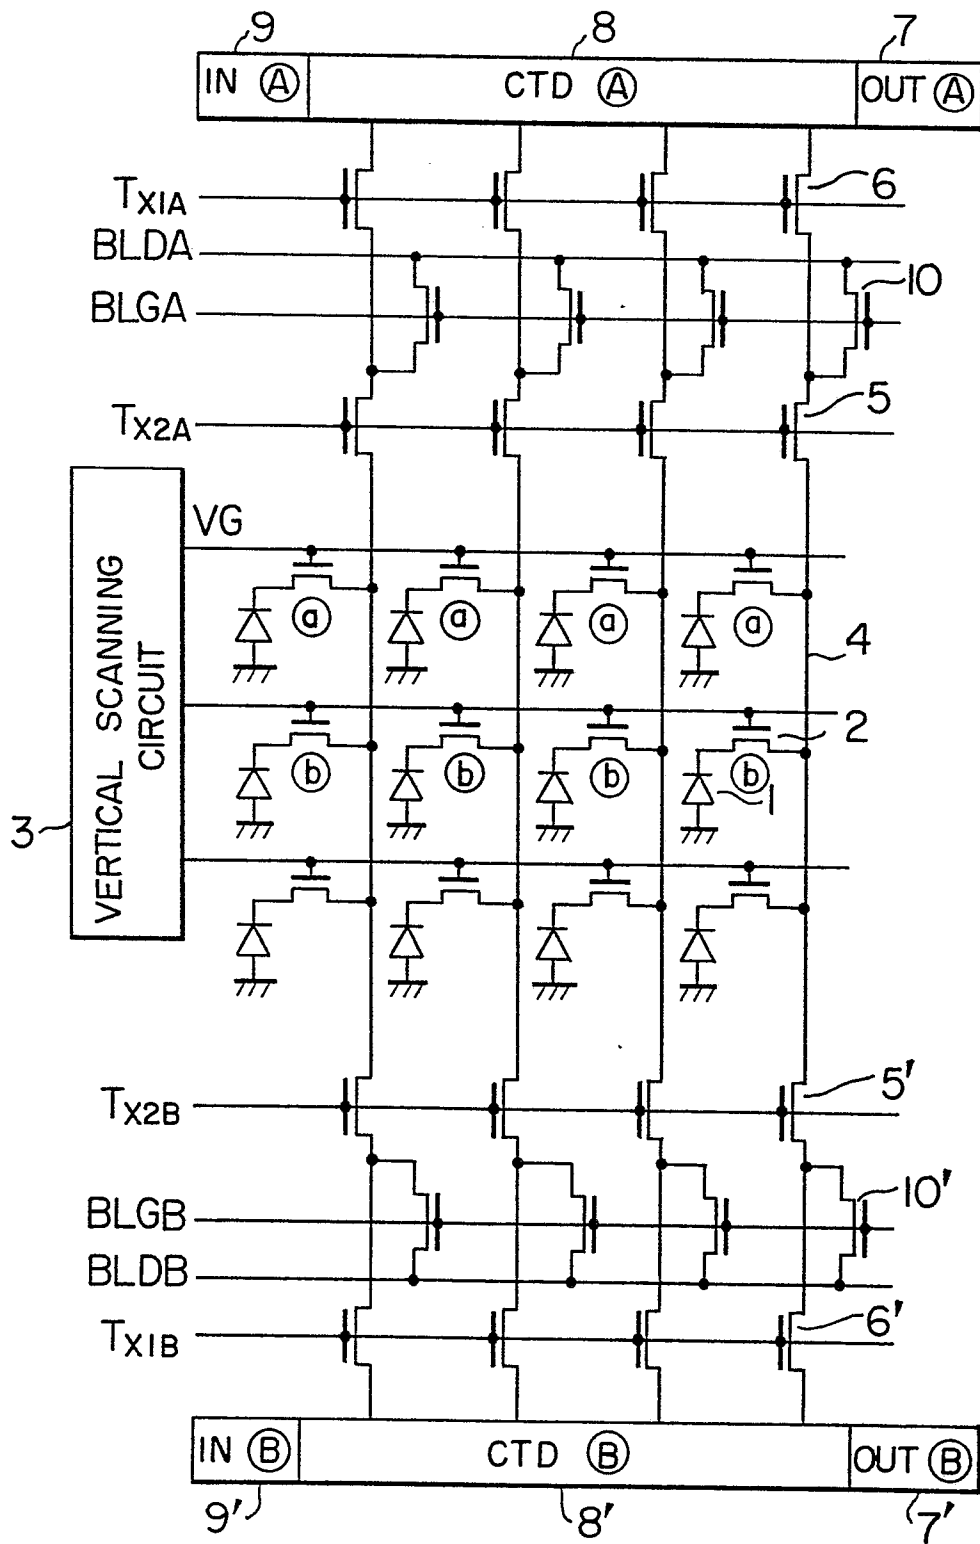 9 8 7
IN Ⓐ CTD Ⓐ OUT Ⓐ
TX1A 6
BLDA
BLGA 10
TX2A 5
VG
ⓐ ⓐ ⓐ ⓐ
4
VERTICAL SCANNING
CIRCUIT
3
2
ⓑ ⓑ ⓑ ⓑ
1
TX2B 5'
BLGB 10'
BLDB
TX1B 6'
IN Ⓑ CTD Ⓑ OUT Ⓑ
9' 8' 7'